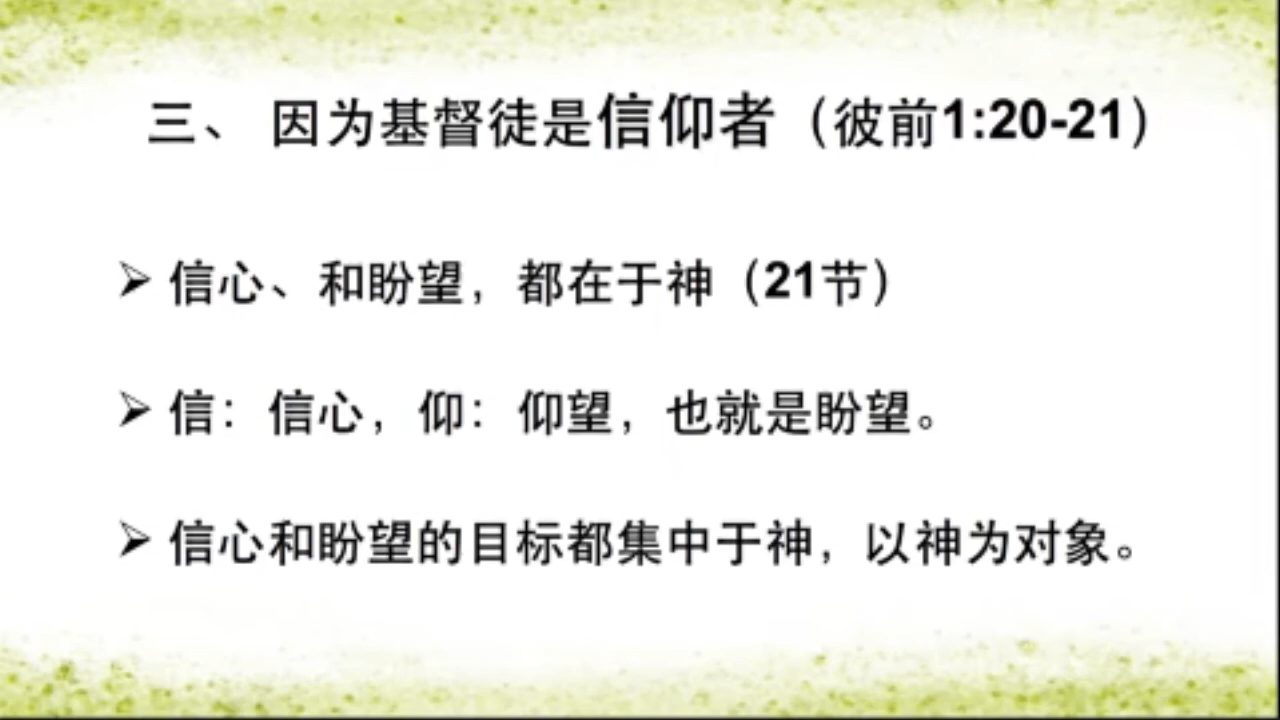 三、 因为基督徒是信仰者（彼前1:20-21）
➢ 信心、和盼望，都在于神（21节）
➢ 信：信心，仰：仰望，也就是盼望。
➢ 信心和盼望的目标都集中于神，以神为对象。